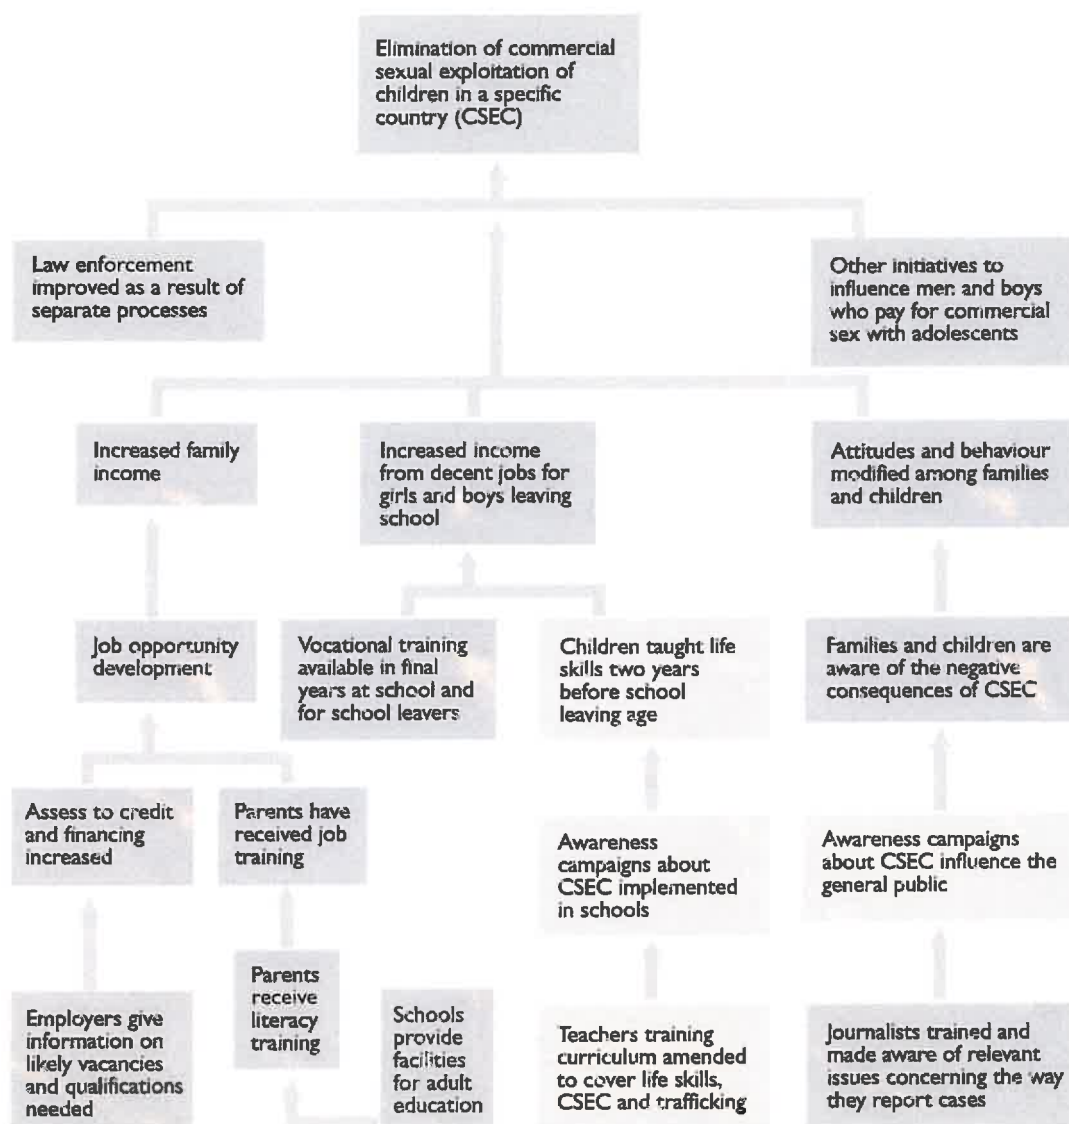 Elimination of commercial
sexual exploitation of
children in a specific
country (CSEC)
Law enforcement
improved as a result of
separate processes
Other initiatives to
influence men and boys
who pay for commercial
sex with adolescents
Increased family
income
Increased income
from decent jobs for
girls and boys leaving
school
Attitudes and behaviour
modified among families
and children
Job opportunity
development
Vocational training
available in final
years at school and
for school leavers
Children taught life
skills two years
before school
leaving age
Families and children are
aware of the negative
consequences of CSEC
Assess to credit
and financing
increased
Parents have
received job
training
Awareness
campaigns about
CSEC implemented
in schools
Awareness campaigns
about CSEC influence the
general public
Employers give
information on
likely vacancies
and qualifications
needed
Parents
receive
literacy
training
Schools
provide
facilities
for adult
education
Teachers training
curriculum amended
to cover life skills,
CSEC and trafficking
Journalists trained and
made aware of relevant
issues concerning the way
they report cases